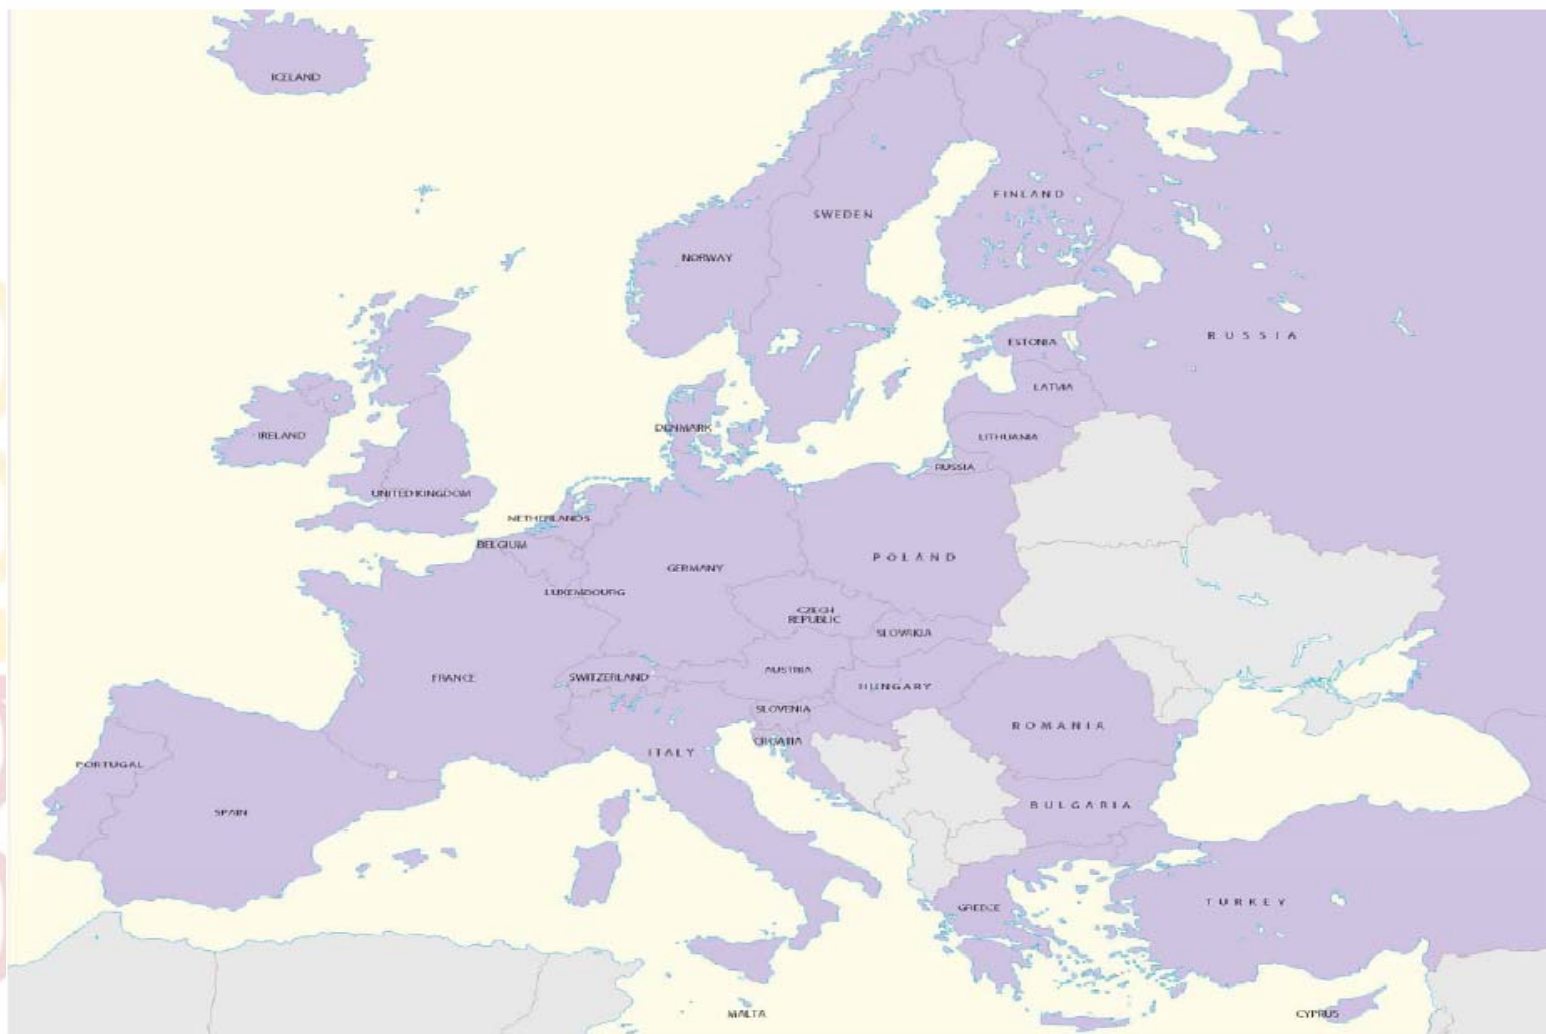 ICELAND
FINLAND
SWEDEN
NORWAY
RUSSIA
ESTONIA
LATVIA
DENMARK
IRELAND
LITHUANIA
RUSSIA
UNITED KINGDOM
NETHERLANDS
BELGIUM
POLAND
GERMANY
LUXEMBOURG
CZECH
REPUBLIC
SLOVAKIA
AUSTRIA
FRANCE
SWITZERLAND
HUNGARY
SLOVENIA
ROMANIA
CROATIA
ITALY
PORTUGAL
BULGARIA
SPAIN
TURKEY
GREECE
MALTA
CYPRUS